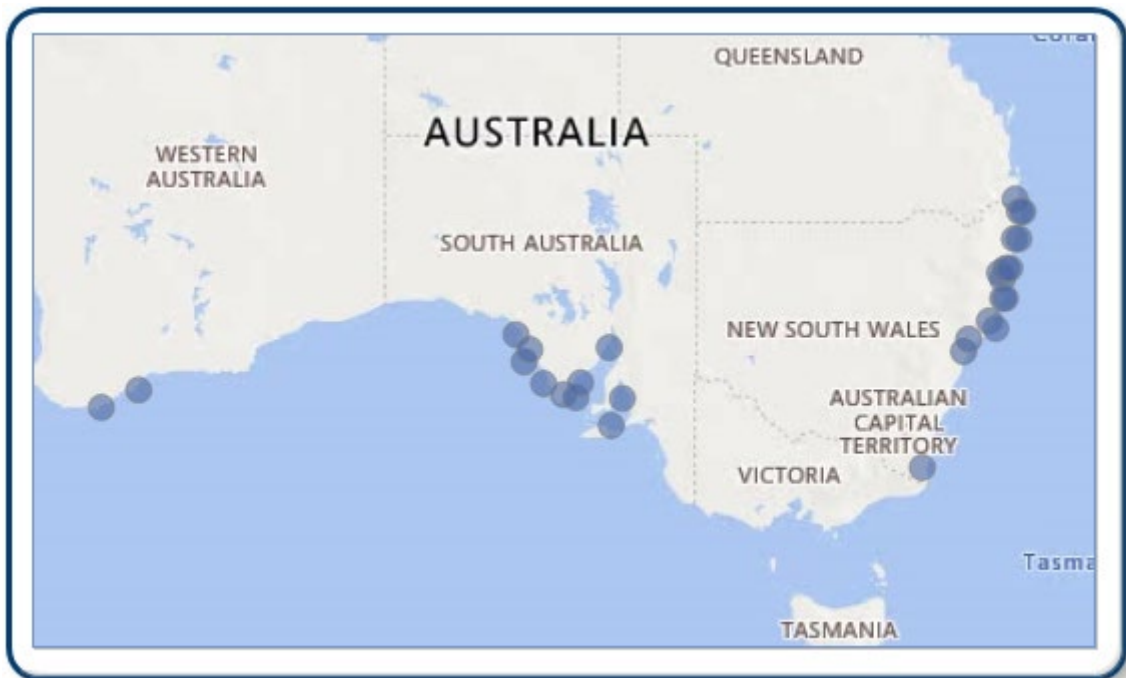 QUEENSLAND
AUSTRALIA
WESTERN
AUSTRALIA
SOUTH AUSTRALIA
NEW SOUTH WALES
AUSTRALIAN
CAPITAL
TERRITORY
VICTORIA
Tasma
TASMANIA